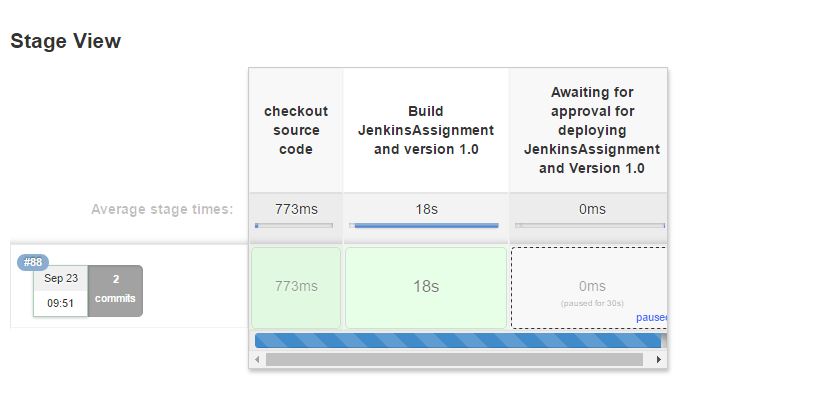 Stage View
checkout
source
code
Build
JenkinsAssignment
and version 1.0
Awaiting for
approval for
deploying
JenkinsAssignment
and Version 1.0
Average stage times:
773ms
18s
0ms
#88
Sep 23
09:51
2
commits
773ms
18s
0ms
(paused for 30s)
paused